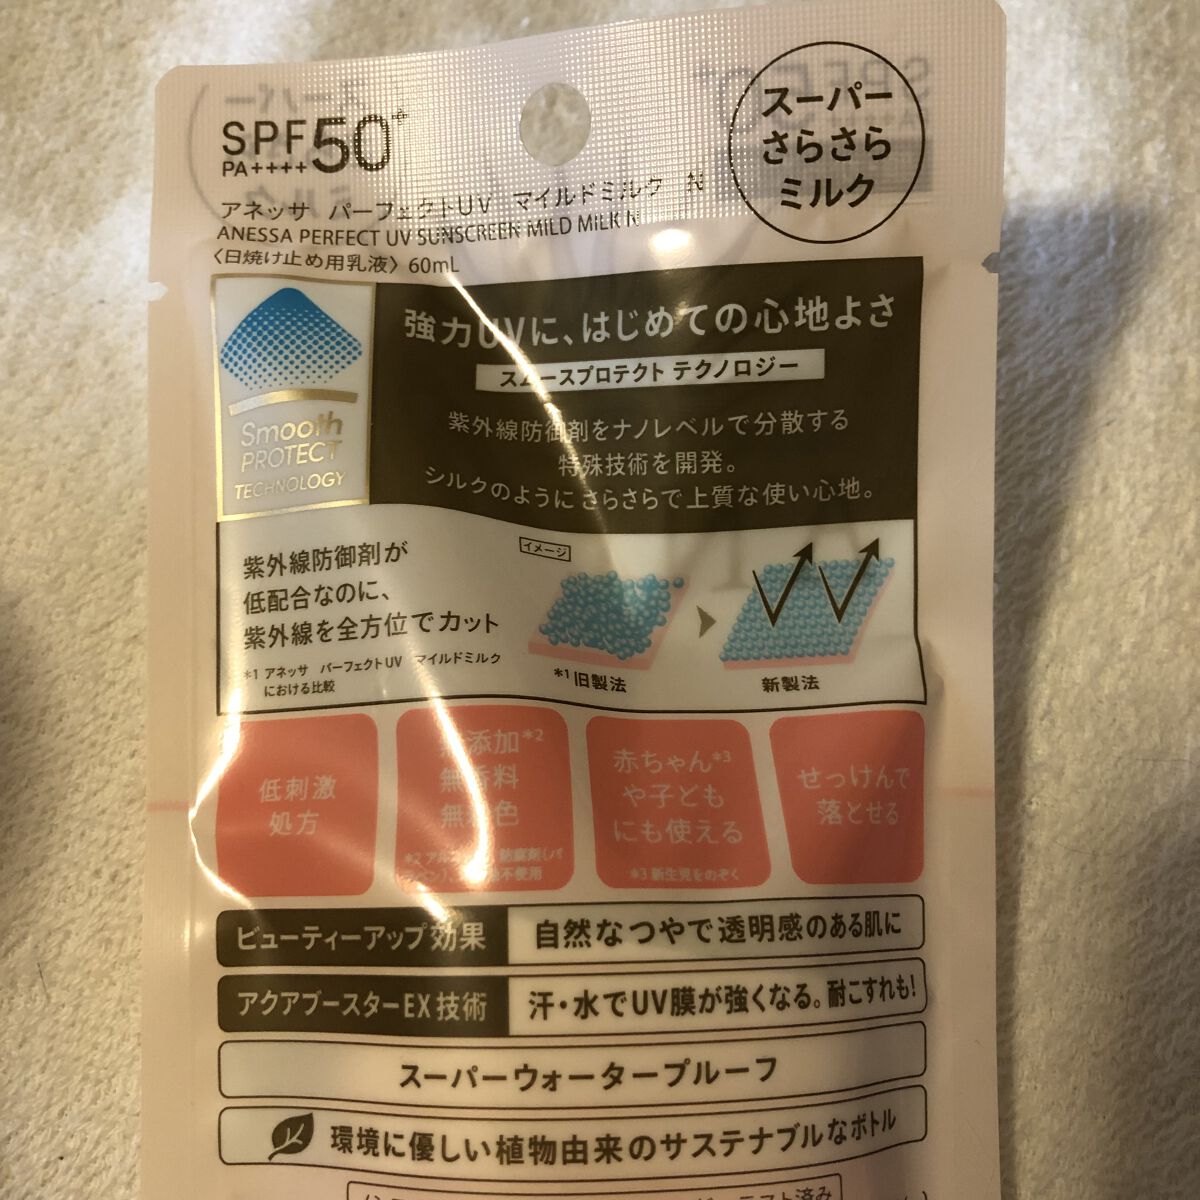 SPF50+
PA++++
スーパー
さらさら
ミルク
アネッサ パーフェクトUV マイルドミルク N
ANESSA PERFECT UV SUNSCREEN MILD MILK N
〈日焼け止め用乳液〉 60mL
強力UVに、はじめての心地よさ
スムースプロテクト テクノロジー
Smooth
PROTECT
TECHNOLOGY
紫外線防御剤をナノレベルで分散する
特殊技術を開発。
シルクのように さらさらで上質な使い心地。
紫外線防御剤が
低配合なのに、
紫外線を全方位でカット
*1 アネッサ パーフェクトUV マイルドミルク
における比較
イメージ
*1 旧製法
新製法
低刺激
処方
無添加*2
無香料
無着色
防腐剤(パ
不使用
赤ちゃん*3
や子ども
にも使える
*3 新生児をのぞく
せっけんで
落とせる
ビューティーアップ効果
自然なつやで透明感のある肌に
アクアブースターEX技術
汗・水でUV膜が強くなる。耐こすれも!
スーパーウォータープルーフ
環境に優しい植物由来のサステナブルなボトル
テスト済み